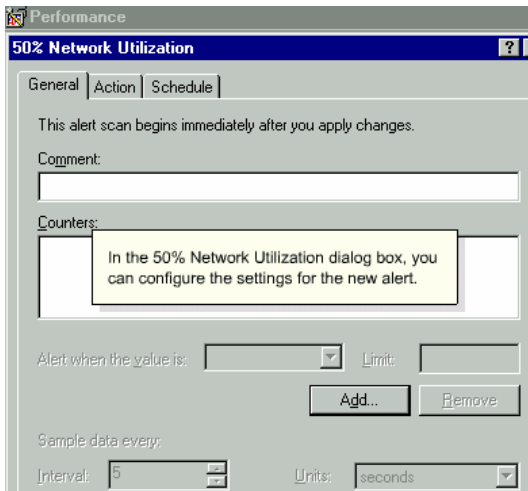 Performance
50% Network Utilization ?
General Action Schedule
This alert scan begins immediately after you apply changes.
Comment:
Counters:
In the 50% Network Utilization dialog box, you
can configure the settings for the new alert.
Alert when the value is: Limit:
Add... Remove
Sample data every:
Interval: 5 Units: seconds